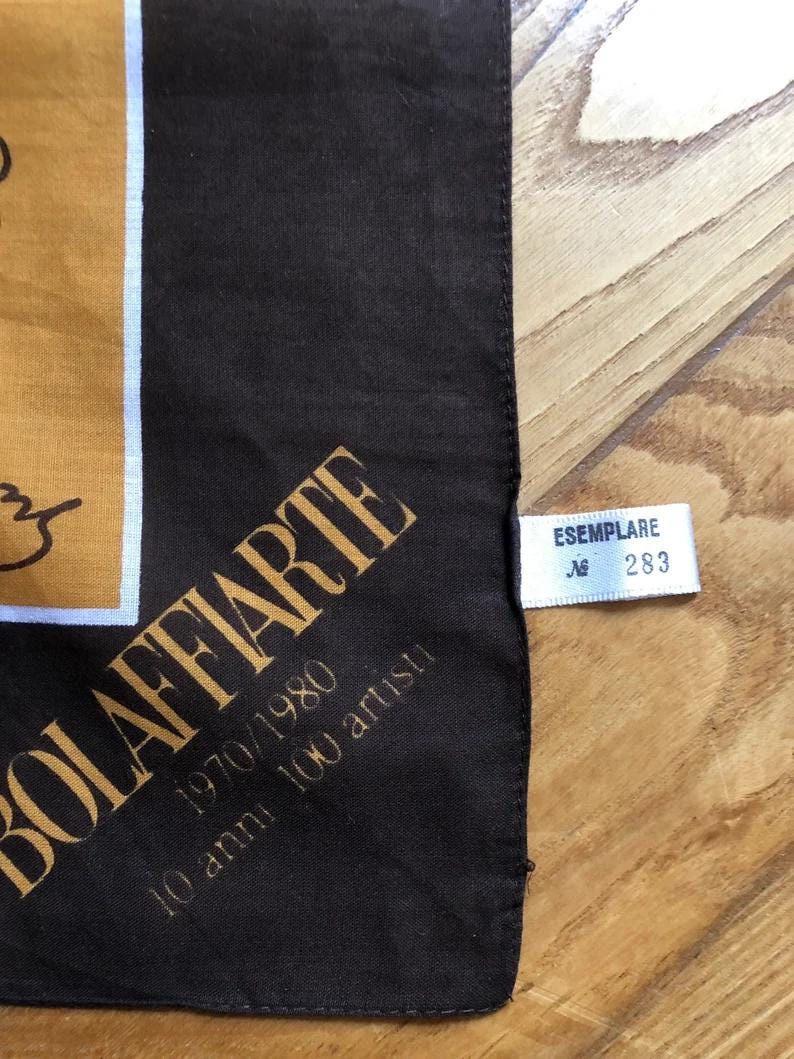 BOLAFFIARTE
1970/1980
10 anni 100 artisti
ESEMPLARE
№ 283